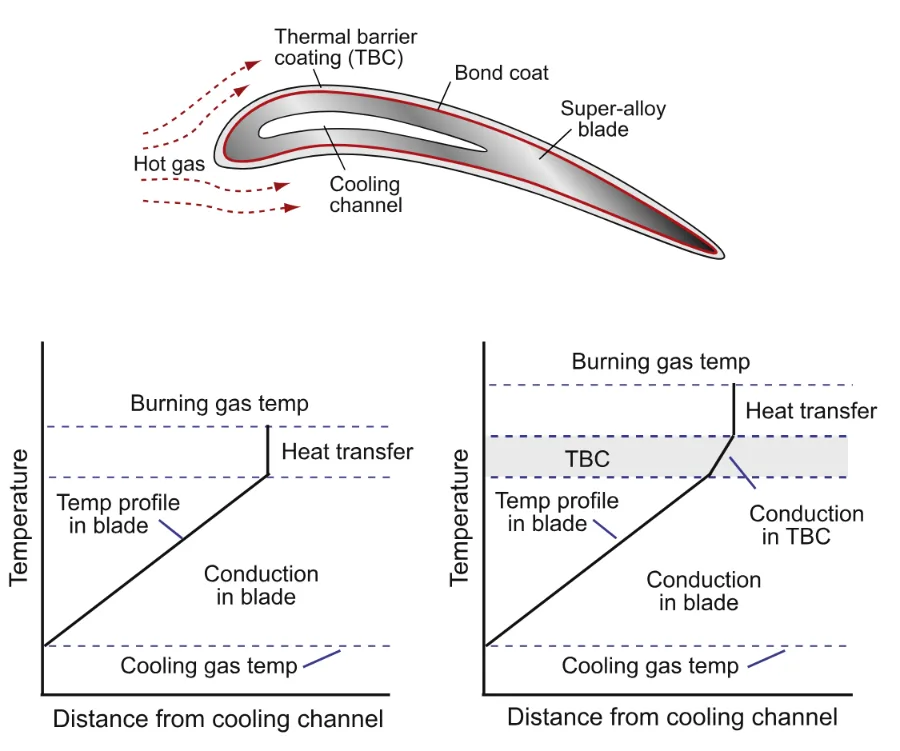 Thermal barrier
coating (TBC)
Bond coat
Super-alloy
blade
Hot gas
Cooling
channel
Burning gas temp
Heat transfer
Temp profile
in blade
Conduction
in blade
Cooling gas temp
Temperature
Distance from cooling channel
Burning gas temp
Heat transfer
TBC
Temp profile
in blade
Conduction
in TBC
Conduction
in blade
Cooling gas temp
Temperature
Distance from cooling channel